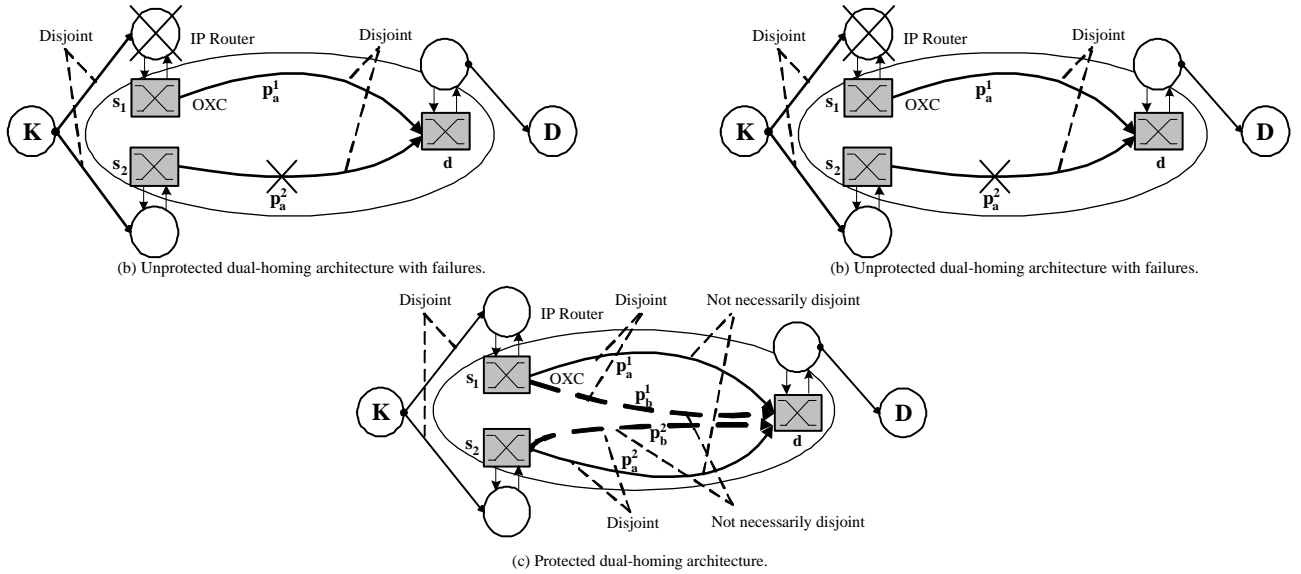 Disjoint
IP Router
Disjoint
s1
OXC
p_a^1
K
D
s2
d
p_a^2
(b) Unprotected dual-homing architecture with failures.
Disjoint
IP Router
Disjoint
s1
OXC
p_a^1
K
D
s2
d
p_a^2
(b) Unprotected dual-homing architecture with failures.
Disjoint
Disjoint
Not necessarily disjoint
IP Router
s1
OXC
p_a^1
p_b^1
K
D
s2
p_b^2
d
p_a^2
Disjoint
Not necessarily disjoint
(c) Protected dual-homing architecture.